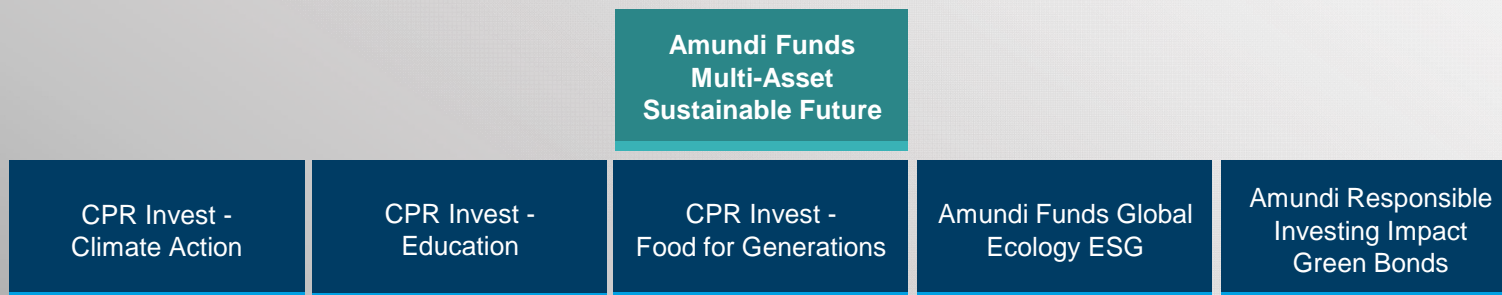 Amundi Funds
Multi-Asset
Sustainable Future
CPR Invest -
Climate Action
CPR Invest -
Education
CPR Invest -
Food for Generations
Amundi Funds Global
Ecology ESG
Amundi Responsible
Investing Impact
Green Bonds